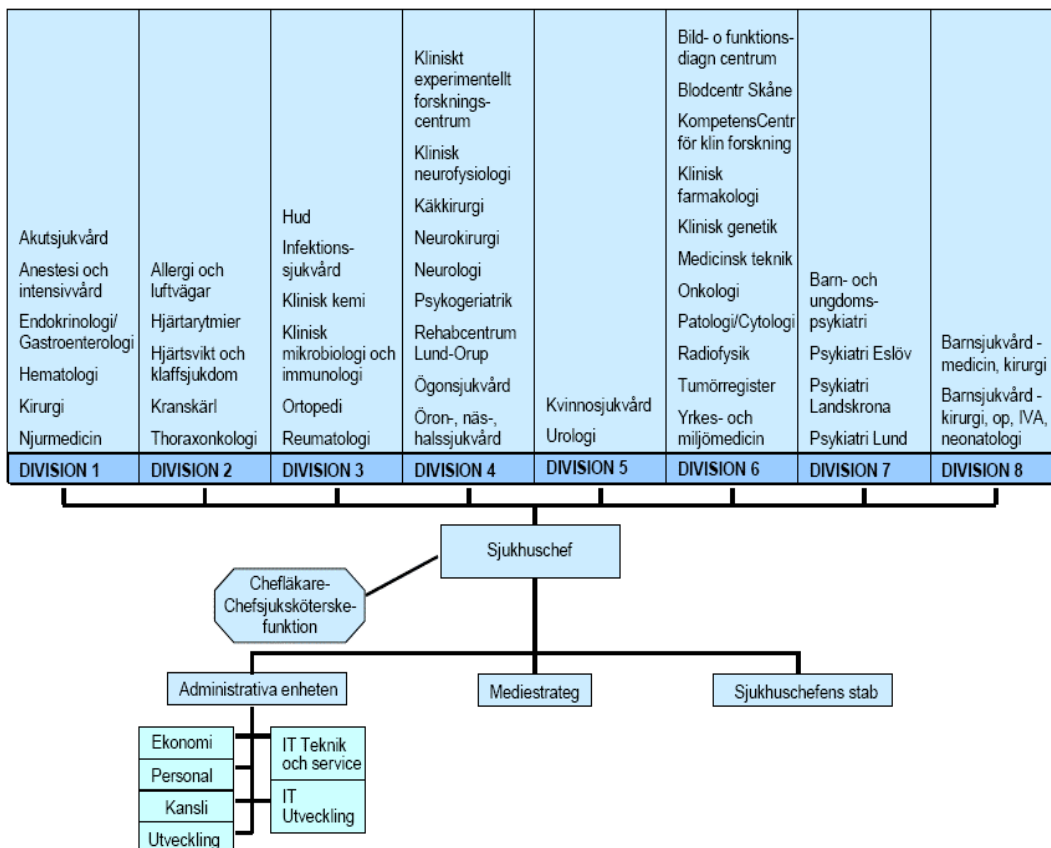 Akutsjukvård
Anestesi och
intensivvård
Endokrinologi/
Gastroenterologi
Hematologi
Kirurgi
Njurmedicin
DIVISION 1
Allergi och
luftvägar
Hjärtarytmier
Hjärtsvikt och
klaffsjukdom
Kranskärl
Thoraxonkologi
DIVISION 2
Hud
Infektions-
sjukvård
Klinisk kemi
Klinisk
mikrobiologi och
immunologi
Ortopedi
Reumatologi
DIVISION 3
Kliniskt
experimentellt
forsknings-
centrum
Klinisk
neurofysiologi
Käkkirurgi
Neurokirurgi
Neurologi
Psykogeriatrik
Rehabcentrum
Lund-Orup
Ögonsjukvård
Öron-, näs-,
halssjukvård
DIVISION 4
Kvinnosjukvård
Urologi
DIVISION 5
Bild- o funktions-
diagn centrum
Blodcentr Skåne
KompetensCentr
för klin forskning
Klinisk
farmakologi
Klinisk genetik
Medicinsk teknik
Onkologi
Patologi/Cytologi
Radiofysik
Tumörregister
Yrkes- och
miljömedicin
DIVISION 6
Barn- och
ungdoms-
psykiatri
Psykiatri Eslöv
Psykiatri
Landskrona
Psykiatri Lund
DIVISION 7
Barnsjukvård -
medicin, kirurgi
Barnsjukvård -
kirurgi, op, IVA,
neonatologi
DIVISION 8
Sjukhuschef
Chefläkare-
Chefsjuksköterske-
funktion
Administrativa enheten
Mediestrateg
Sjukhuschefens stab
Ekonomi
Personal
Kansli
Utveckling
IT Teknik
och service
IT
Utveckling